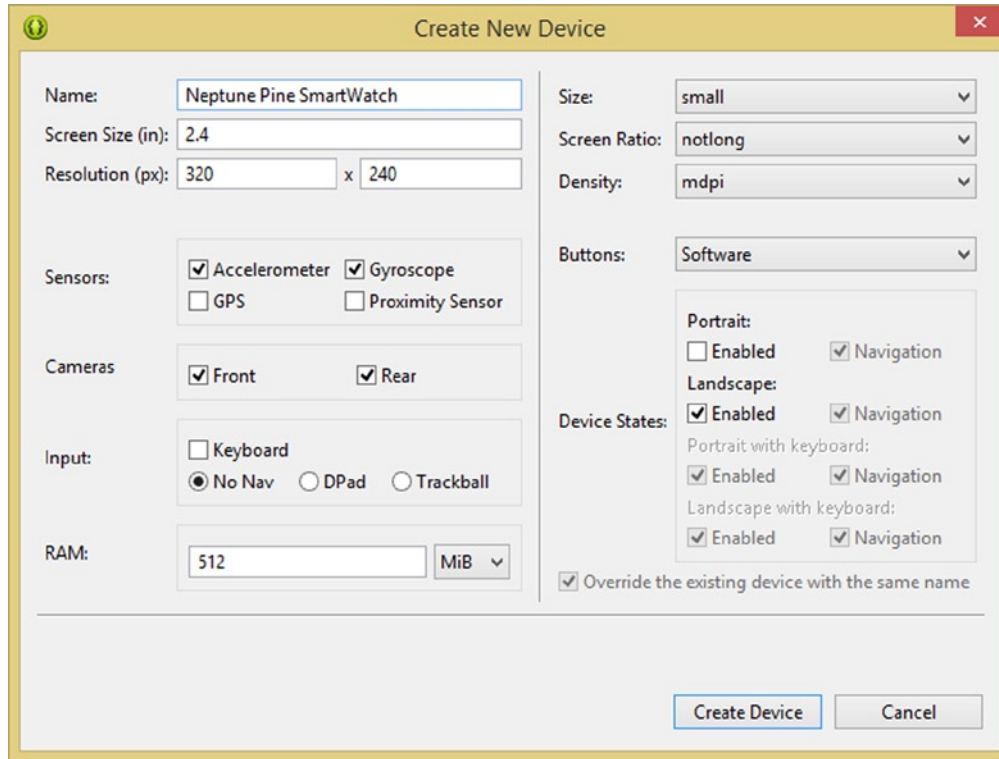 Create New Device
Name: Neptune Pine SmartWatch
Screen Size (in): 2.4
Resolution (px): 320 x 240
Sensors:
Accelerometer Gyroscope
GPS Proximity Sensor
Cameras
Front Rear
Input:
Keyboard
No Nav DPad Trackball
RAM:
512 MiB
Size: small
Screen Ratio: notlong
Density: mdpi
Buttons: Software
Device States:
Portrait:
Enabled Navigation
Landscape:
Enabled Navigation
Portrait with keyboard:
Enabled Navigation
Landscape with keyboard:
Enabled Navigation
Override the existing device with the same name
Create Device Cancel